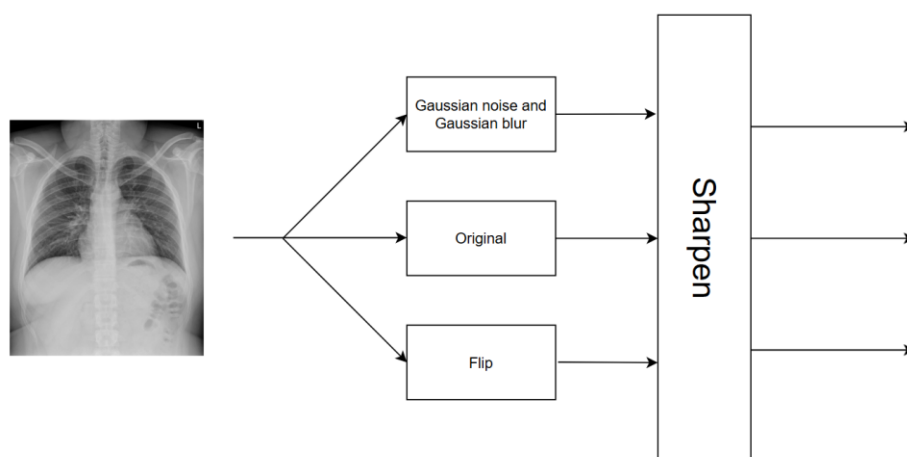 L
Gaussian noise and
Gaussian blur
Original
Flip
Sharpen